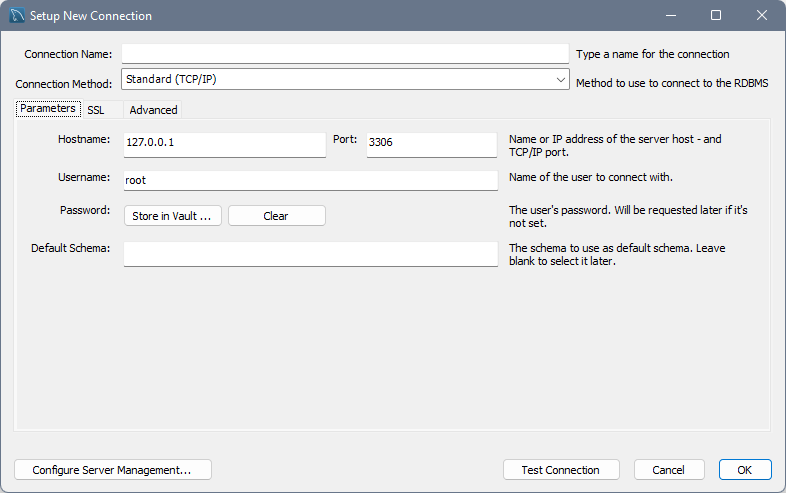 Setup New Connection
Connection Name:
Type a name for the connection
Connection Method:
Standard (TCP/IP)
Method to use to connect to the RDBMS
Parameters
SSL
Advanced
Hostname:
127.0.0.1
Port:
3306
Name or IP address of the server host - and
TCP/IP port.
Username:
root
Name of the user to connect with.
Password:
Store in Vault ...
Clear
The user's password. Will be requested later if it's
not set.
Default Schema:
The schema to use as default schema. Leave
blank to select it later.
Configure Server Management...
Test Connection
Cancel
OK